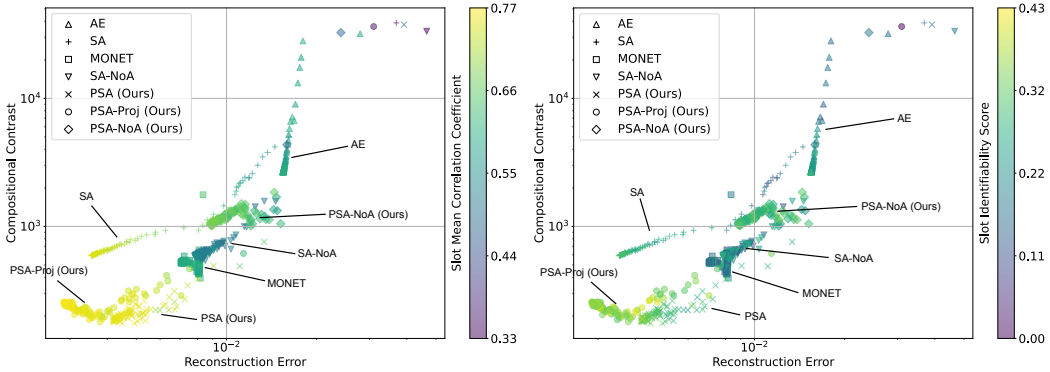 AE
SA
MONET
SA-NoA
PSA (Ours)
PSA-Proj (Ours)
PSA-NoA (Ours)
10^4
10^3
10^−2
Compositional Contrast
Reconstruction Error
AE
SA
PSA-NoA (Ours)
SA-NoA
PSA-Proj (Ours)
MONET
PSA (Ours)
0.77
0.66
0.55
0.44
0.33
Slot Mean Correlation Coefficient
AE
SA
MONET
SA-NoA
PSA (Ours)
PSA-Proj (Ours)
PSA-NoA (Ours)
10^4
10^3
10^−2
Compositional Contrast
Reconstruction Error
AE
SA
PSA-NoA (Ours)
SA-NoA
PSA-Proj (Ours)
MONET
PSA
0.43
0.32
0.22
0.11
0.00
Slot Identifiability Score